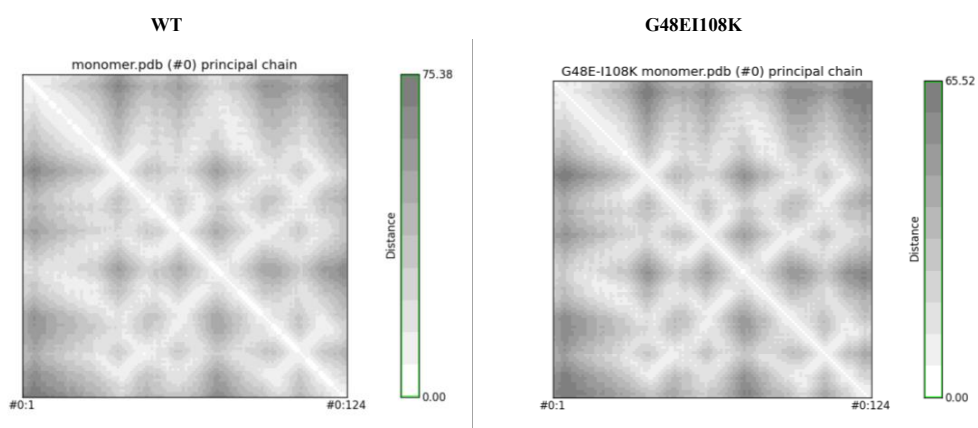 WT
monomer.pdb (#0) principal chain
75.38
Distance
0.00
#0:1
#0:124
G48EI108K
G48E-I108K monomer.pdb (#0) principal chain
65.52
Distance
0.00
#0:1
#0:124